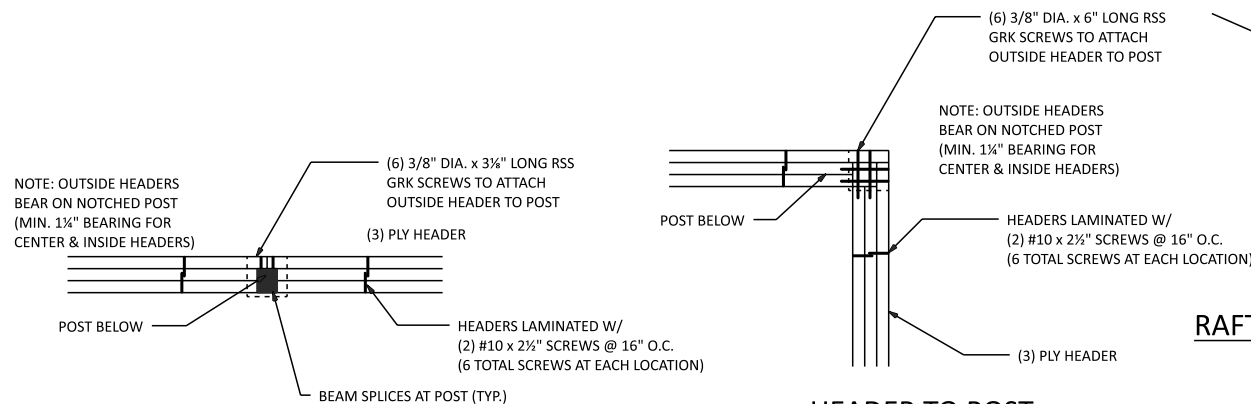 NOTE: OUTSIDE HEADERS
BEAR ON NOTCHED POST
(MIN. 1¼" BEARING FOR
CENTER & INSIDE HEADERS)
(6) 3/8" DIA. x 3⅛" LONG RSS
GRK SCREWS TO ATTACH
OUTSIDE HEADER TO POST
(3) PLY HEADER
POST BELOW
HEADERS LAMINATED W/
(2) #10 x 2½" SCREWS @ 16" O.C.
(6 TOTAL SCREWS AT EACH LOCATION)
BEAM SPLICES AT POST (TYP.)
(6) 3/8" DIA. x 6" LONG RSS
GRK SCREWS TO ATTACH
OUTSIDE HEADER TO POST
NOTE: OUTSIDE HEADERS
BEAR ON NOTCHED POST
(MIN. 1¼" BEARING FOR
CENTER & INSIDE HEADERS)
POST BELOW
HEADERS LAMINATED W/
(2) #10 x 2½" SCREWS @ 16" O.C.
(6 TOTAL SCREWS AT EACH LOCATION)
(3) PLY HEADER
RAFT
HEADER TO POST